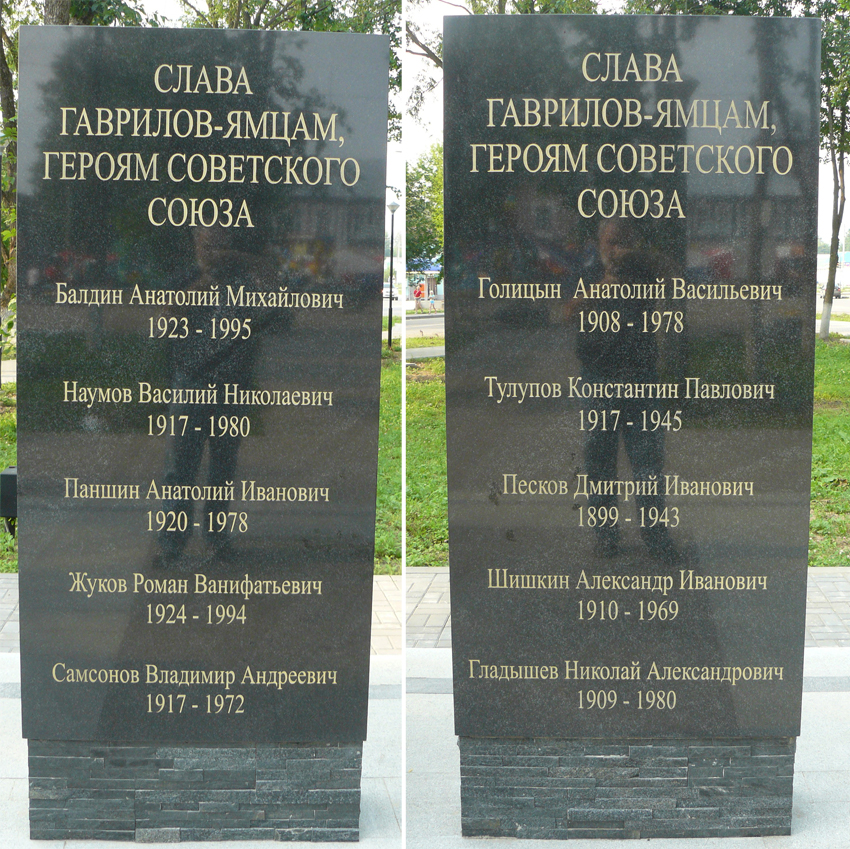 СЛАВА
ГАВРИЛОВ-ЯМЦАМ,
ГЕРОЯМ СОВЕТСКОГО
СОЮЗА
Балдин Анатолий Михайлович
1923 - 1995
Наумов Василий Николаевич
1917 - 1980
Паншин Анатолий Иванович
1920 - 1978
Жуков Роман Ванифатьевич
1924 - 1994
Самсонов Владимир Андреевич
1917 - 1972
СЛАВА
ГАВРИЛОВ-ЯМЦАМ,
ГЕРОЯМ СОВЕТСКОГО
СОЮЗА
Голицын Анатолий Васильевич
1908 - 1978
Тулупов Константин Павлович
1917 - 1945
Песков Дмитрий Иванович
1899 - 1943
Шишкин Александр Иванович
1910 - 1969
Гладышев Николай Александрович
1909 - 1980